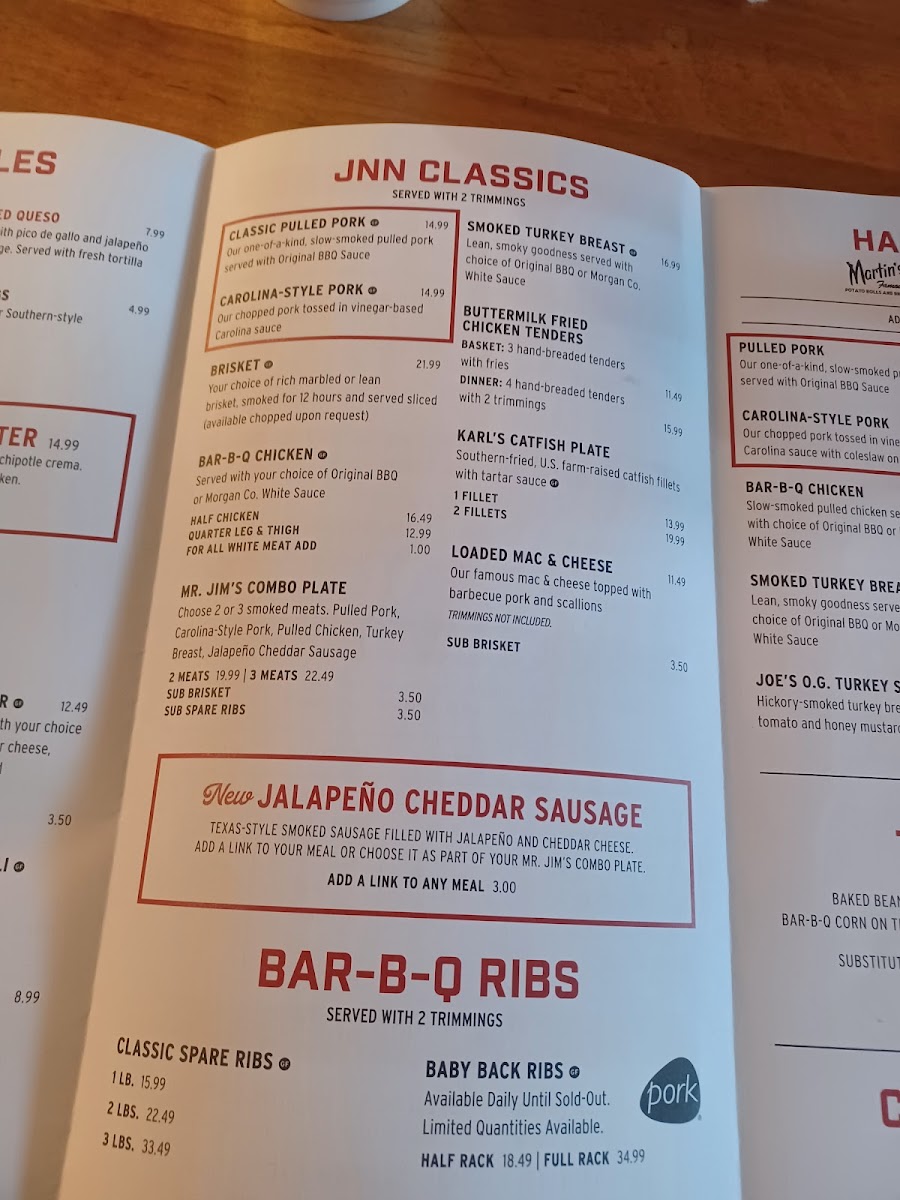 LES
ED QUESO
7.99
ith pico de gallo and jalapeño
ge. Served with fresh tortilla
GS
4.99
r Southern-style
TER 14.99
chipotle crema,
ken.
R GF 12.49
th your choice
r cheese,
3.50
LI GF
8.99
JNN CLASSICS
SERVED WITH 2 TRIMMINGS
CLASSIC PULLED PORK GF 14.99
Our one-of-a-kind, slow-smoked pulled pork
served with Original BBQ Sauce
CAROLINA-STYLE PORK GF 14.99
Our chopped pork tossed in vinegar-based
Carolina sauce
BRISKET GF 21.99
Your choice of rich marbled or lean
brisket, smoked for 12 hours and served sliced
(available chopped upon request)
BAR-B-Q CHICKEN GF
Served with your choice of Original BBQ
or Morgan Co. White Sauce
HALF CHICKEN 16.49
QUARTER LEG & THIGH 12.99
FOR ALL WHITE MEAT ADD 1.00
MR. JIM'S COMBO PLATE
Choose 2 or 3 smoked meats. Pulled Pork,
Carolina-Style Pork, Pulled Chicken, Turkey
Breast, Jalapeño Cheddar Sausage
2 MEATS 19.99 | 3 MEATS 22.49
SUB BRISKET 3.50
SUB SPARE RIBS 3.50
SMOKED TURKEY BREAST GF 16.99
Lean, smoky goodness served with
choice of Original BBQ or Morgan Co.
White Sauce
BUTTERMILK FRIED
CHICKEN TENDERS
BASKET: 3 hand-breaded tenders
with fries 11.49
DINNER: 4 hand-breaded tenders
with 2 trimmings 15.99
KARL'S CATFISH PLATE
Southern-fried, U.S. farm-raised catfish fillets
with tartar sauce GF
1 FILLET 13.99
2 FILLETS 19.99
LOADED MAC & CHEESE 11.49
Our famous mac & cheese topped with
barbecue pork and scallions
TRIMMINGS NOT INCLUDED.
SUB BRISKET 3.50
New JALAPEÑO CHEDDAR SAUSAGE
TEXAS-STYLE SMOKED SAUSAGE FILLED WITH JALAPEÑO AND CHEDDAR CHEESE.
ADD A LINK TO YOUR MEAL OR CHOOSE IT AS PART OF YOUR MR. JIM'S COMBO PLATE.
ADD A LINK TO ANY MEAL 3.00
BAR-B-Q RIBS
SERVED WITH 2 TRIMMINGS
CLASSIC SPARE RIBS GF
1 LB. 15.99
2 LBS. 22.49
3 LBS. 33.49
BABY BACK RIBS GF
Available Daily Until Sold-Out.
Limited Quantities Available.
HALF RACK 18.49 | FULL RACK 34.99
pork
HA
Martin's
Famous
POTATO ROLLS AND
AD
PULLED PORK
Our one-of-a-kind, slow-smoked p
served with Original BBQ Sauce
CAROLINA-STYLE PORK
Our chopped pork tossed in vine
Carolina sauce with coleslaw on
BAR-B-Q CHICKEN
Slow-smoked pulled chicken se
with choice of Original BBQ or
White Sauce
SMOKED TURKEY BREA
Lean, smoky goodness serve
choice of Original BBQ or Mo
White Sauce
JOE'S O.G. TURKEY S
Hickory-smoked turkey bre
tomato and honey mustar
BAKED BEAN
BAR-B-Q CORN ON T
SUBSTITUT
C